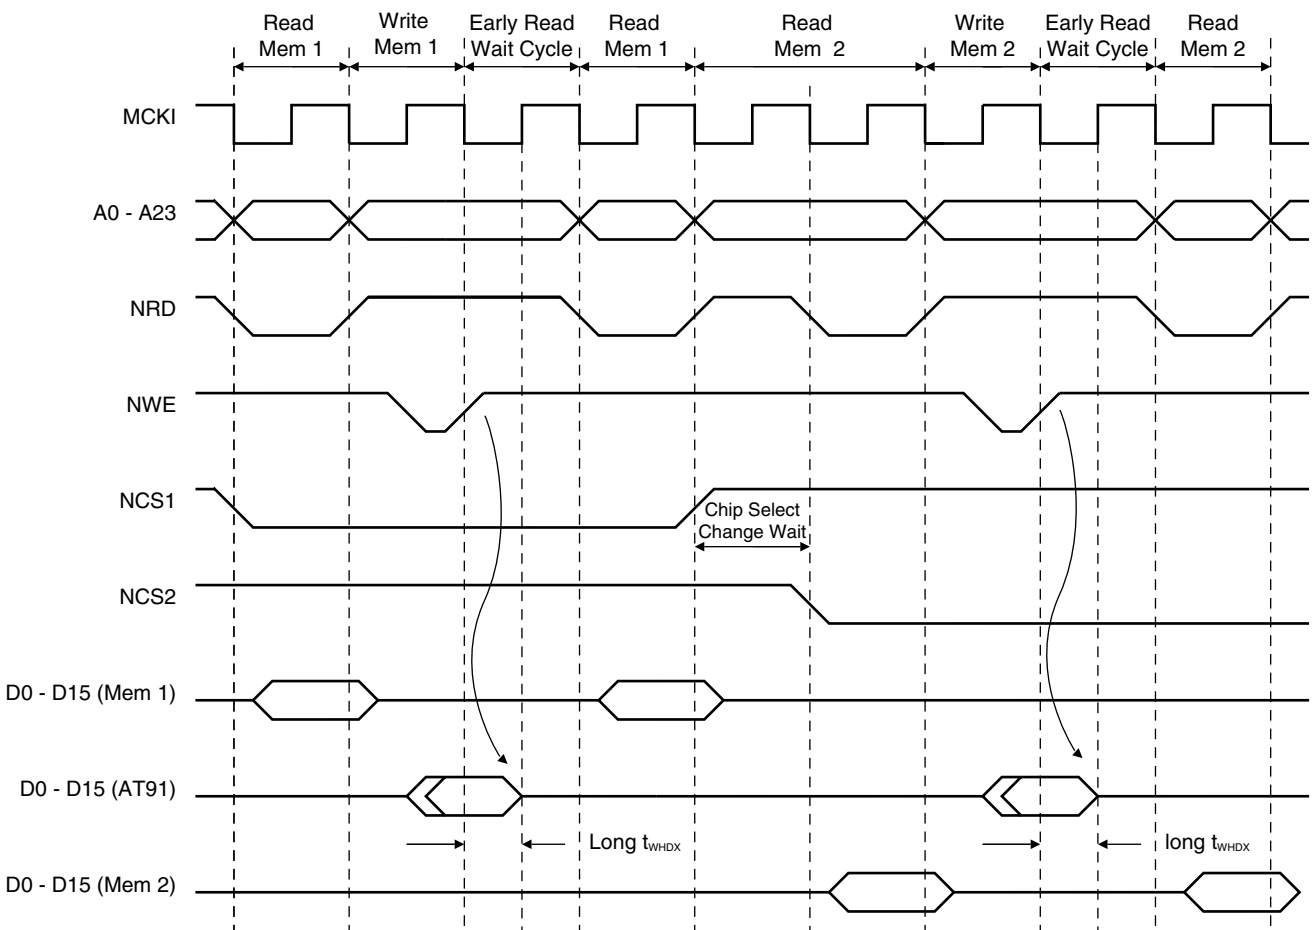 Read
Mem 1
Write
Mem 1
Early Read
Wait Cycle
Read
Mem 1
Read
Mem 2
Write
Mem 2
Early Read
Wait Cycle
Read
Mem 2
MCKI
A0 - A23
NRD
NWE
NCS1
Chip Select
Change Wait
NCS2
D0 - D15 (Mem 1)
D0 - D15 (AT91)
Long tWHDX
long tWHDX
D0 - D15 (Mem 2)